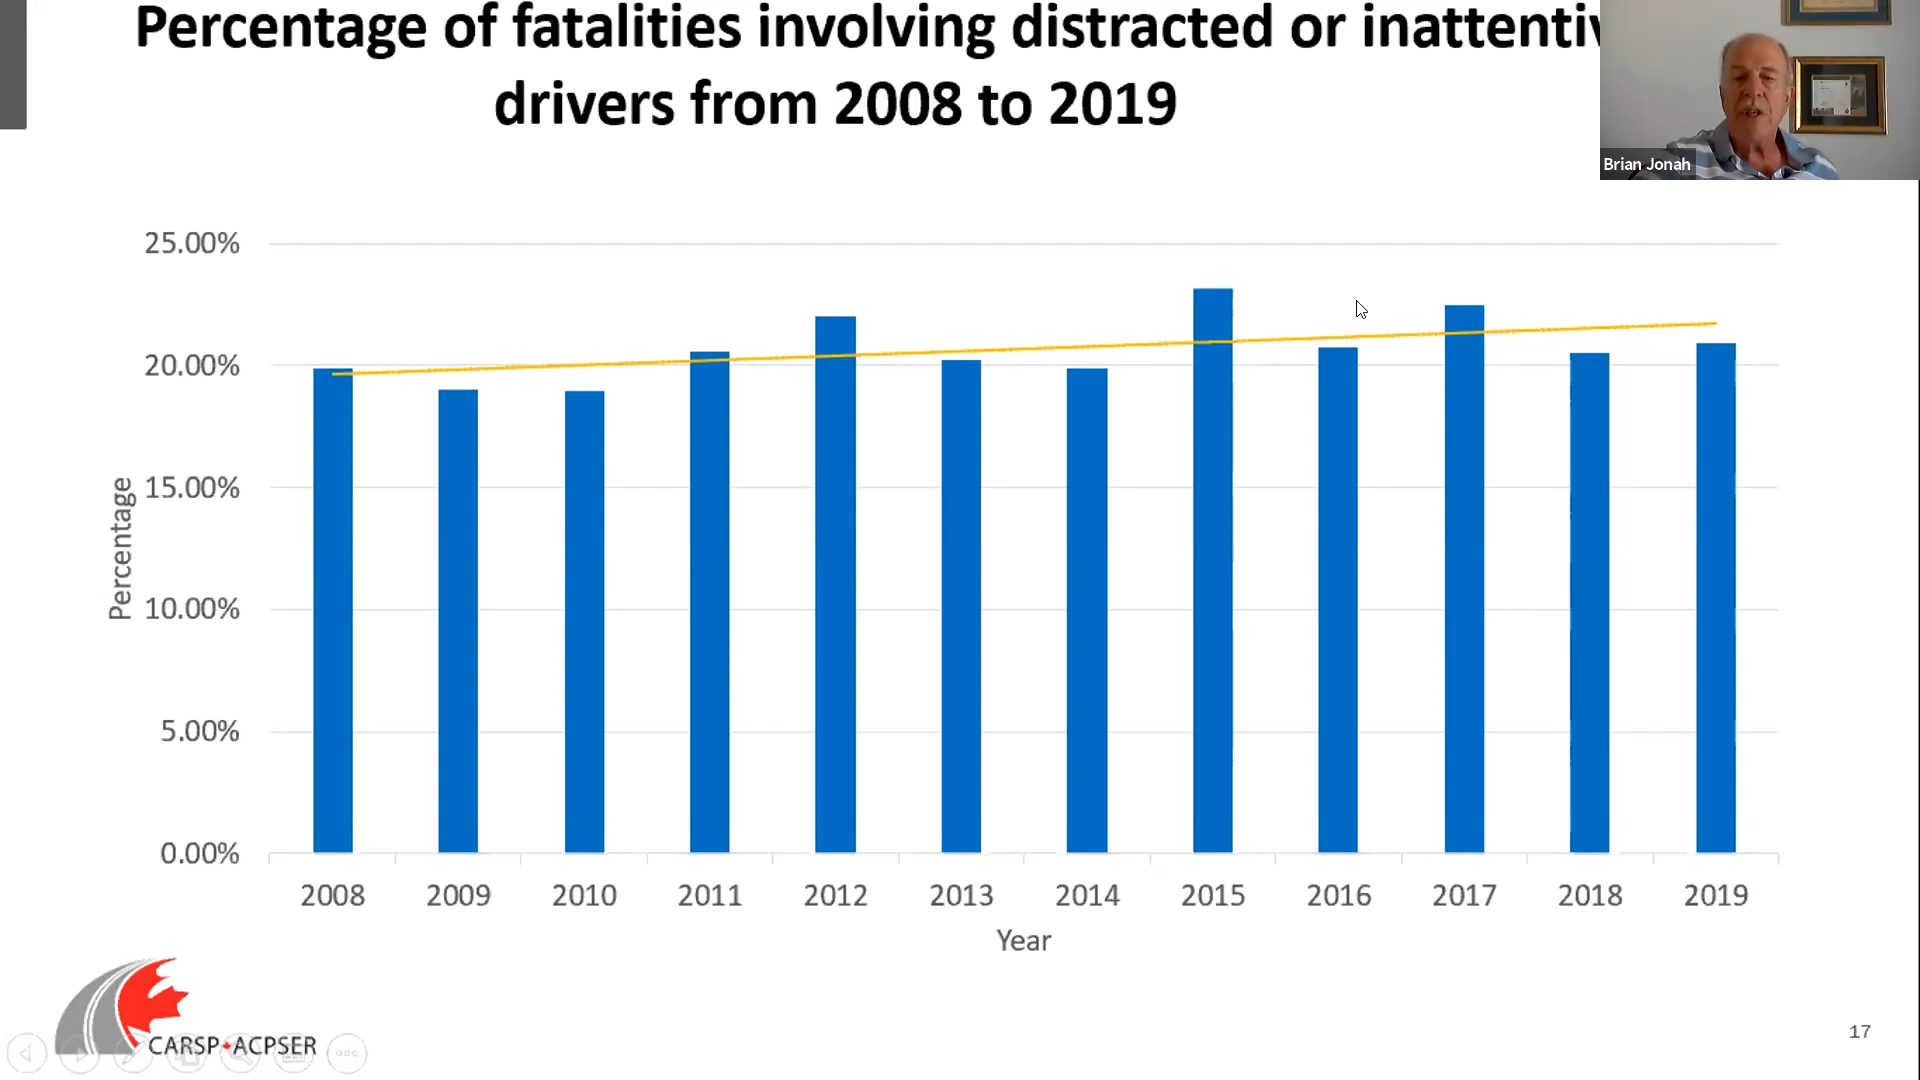 Percentage of fatalities involving distracted or inattentiv
drivers from 2008 to 2019
Brian Jonah
25.00%
20.00%
15.00%
10.00%
5.00%
0.00%
Percentage
2008 2009 2010 2011 2012 2013 2014 2015 2016 2017 2018 2019
Year
CARSP ACPSER
17